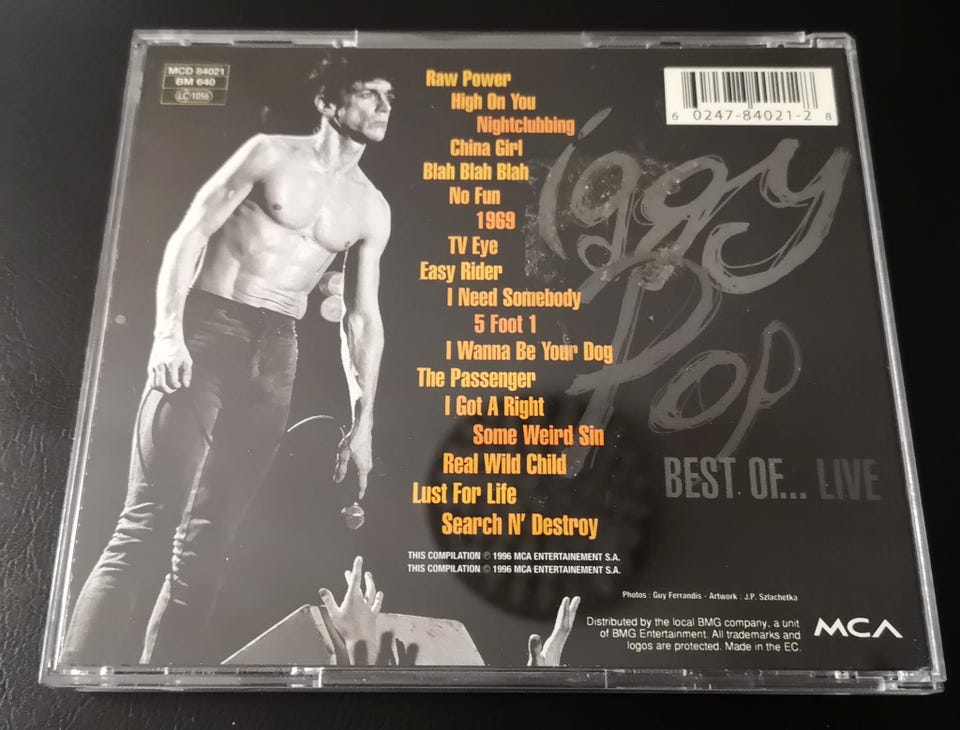 MCD 84021
BM 640
LC 1056
Raw Power
High On You
Nightclubbing
China Girl
Blah Blah Blah
No Fun
1969
TV Eye
Easy Rider
I Need Somebody
5 Foot 1
I Wanna Be Your Dog
The Passenger
I Got A Right
Some Weird Sin
Real Wild Child
Lust For Life
Search N' Destroy
THIS COMPILATION ℗ 1996 MCA ENTERTAINEMENT S.A.
THIS COMPILATION © 1996 MCA ENTERTAINEMENT S.A.
6 0247-84021-2 8
iggy
Pop
BEST OF... LIVE
Photos : Guy Ferrandis - Artwork : J.P. Szlachetka
Distributed by the local BMG company, a unit
of BMG Entertainment. All trademarks and
logos are protected. Made in the EC.
MCA